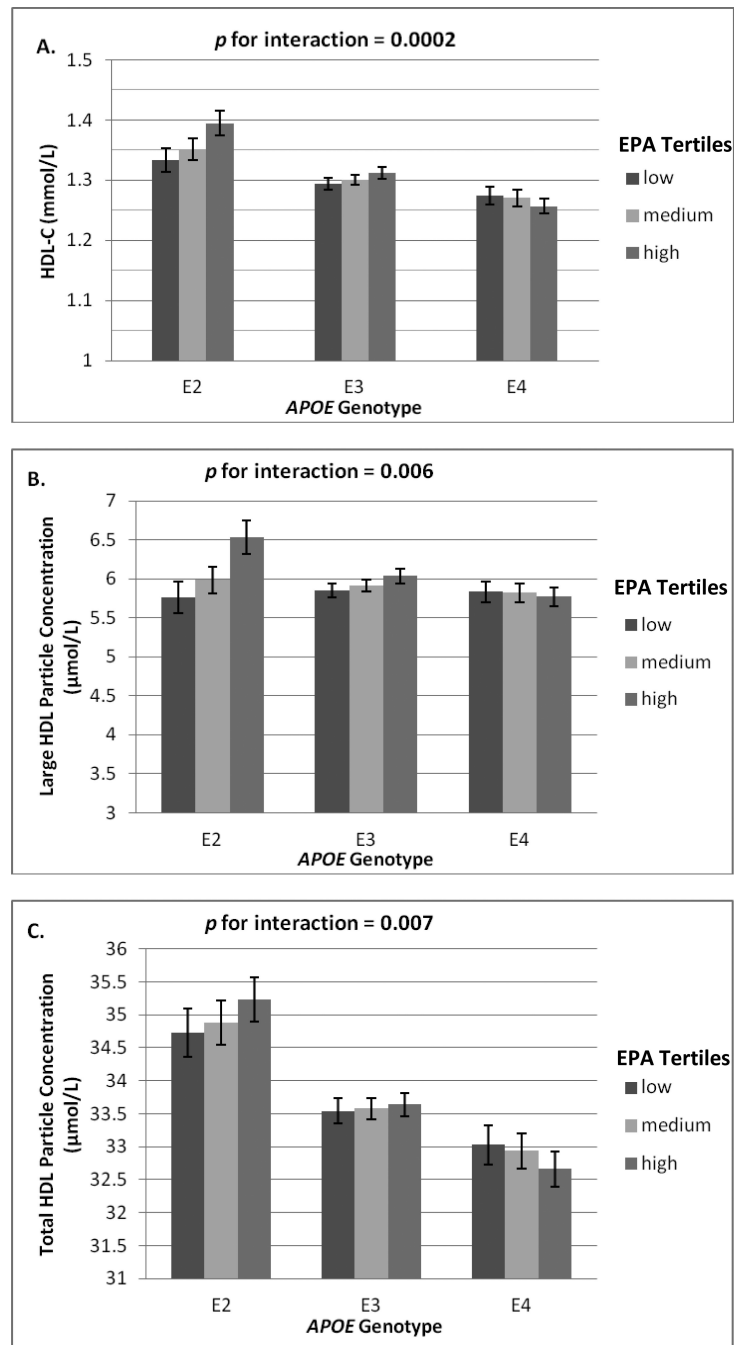 A.
p for interaction = 0.0002
HDL-C (mmol/L)
1.5
1.4
1.3
1.2
1.1
1
E2
E3
E4
APOE Genotype
EPA Tertiles
low
medium
high
B.
p for interaction = 0.006
Large HDL Particle Concentration
(µmol/L)
7
6.5
6
5.5
5
4.5
4
3.5
3
E2
E3
E4
APOE Genotype
EPA Tertiles
low
medium
high
C.
p for interaction = 0.007
Total HDL Particle Concentration
(µmol/L)
36
35.5
35
34.5
34
33.5
33
32.5
32
31.5
31
E2
E3
E4
APOE Genotype
EPA Tertiles
low
medium
high